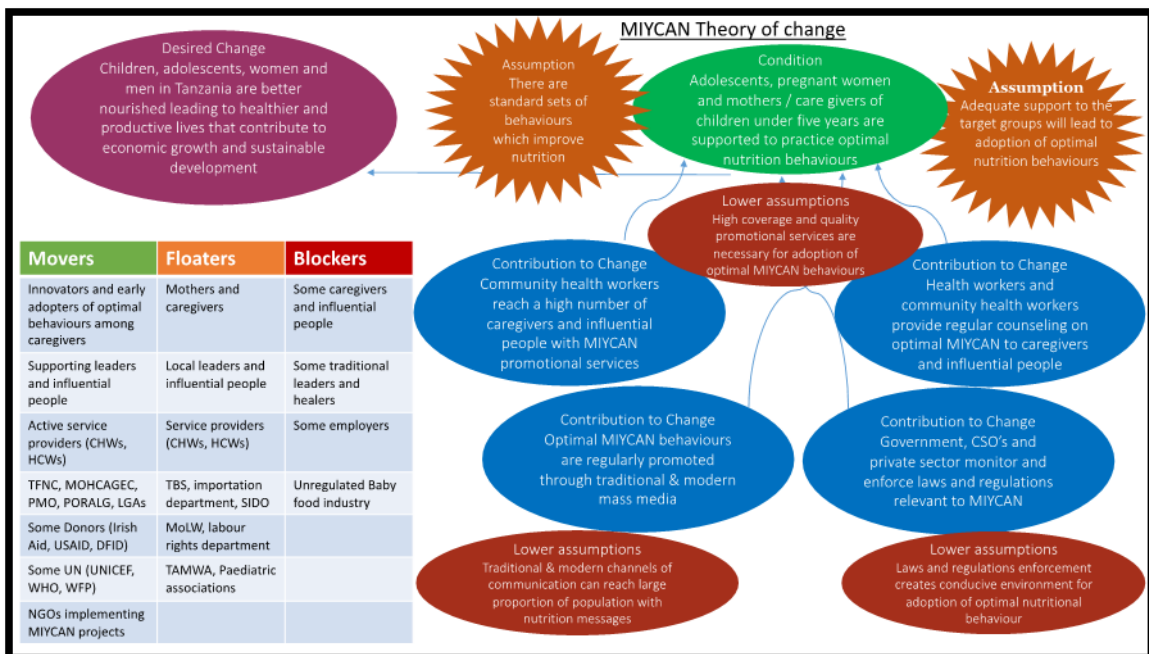 MIYCAN Theory of change
Desired Change
Children, adolescents, women and
men in Tanzania are better
nourished leading to healthier and
productive lives that contribute to
economic growth and sustainable
development
Assumption
There are
standard sets of
behaviours
which improve
nutrition
Condition
Adolescents, pregnant women
and mothers / care givers of
children under five years are
supported to practice optimal
nutrition behaviours
Assumption
Adequate support to the
target groups will lead to
adoption of optimal
nutrition behaviours
Lower assumptions
High coverage and quality
promotional services are
necessary for adoption of
optimal MIYCAN behaviours
Contribution to Change
Community health workers
reach a high number of
caregivers and influential
people with MIYCAN
promotional services
Contribution to Change
Health workers and
community health workers
provide regular counseling on
optimal MIYCAN to caregivers
and influential people
Contribution to Change
Optimal MIYCAN behaviours
are regularly promoted
through traditional & modern
mass media
Contribution to Change
Government, CSO's and
private sector monitor and
enforce laws and regulations
relevant to MIYCAN
Lower assumptions
Traditional & modern channels of
communication can reach large
proportion of population with
nutrition messages
Lower assumptions
Laws and regulations enforcement
creates conducive environment for
adoption of optimal nutritional
behaviour
Movers
Floaters
Blockers
Innovators and early
adopters of optimal
behaviours among
caregivers
Mothers and
caregivers
Some caregivers
and influential
people
Supporting leaders
and influential
people
Local leaders and
influential people
Some traditional
leaders and
healers
Active service
providers (CHWs,
HCWs)
Service providers
(CHWs, HCWs)
Some employers
TFNC, MOHCAGEC,
PMO, PORALG, LGAs
TBS, importation
department, SIDO
Unregulated Baby
food industry
Some Donors (Irish
Aid, USAID, DFID)
MoLW, labour
rights department
Some UN (UNICEF,
WHO, WFP)
TAMWA, Paediatric
associations
NGOs implementing
MIYCAN projects